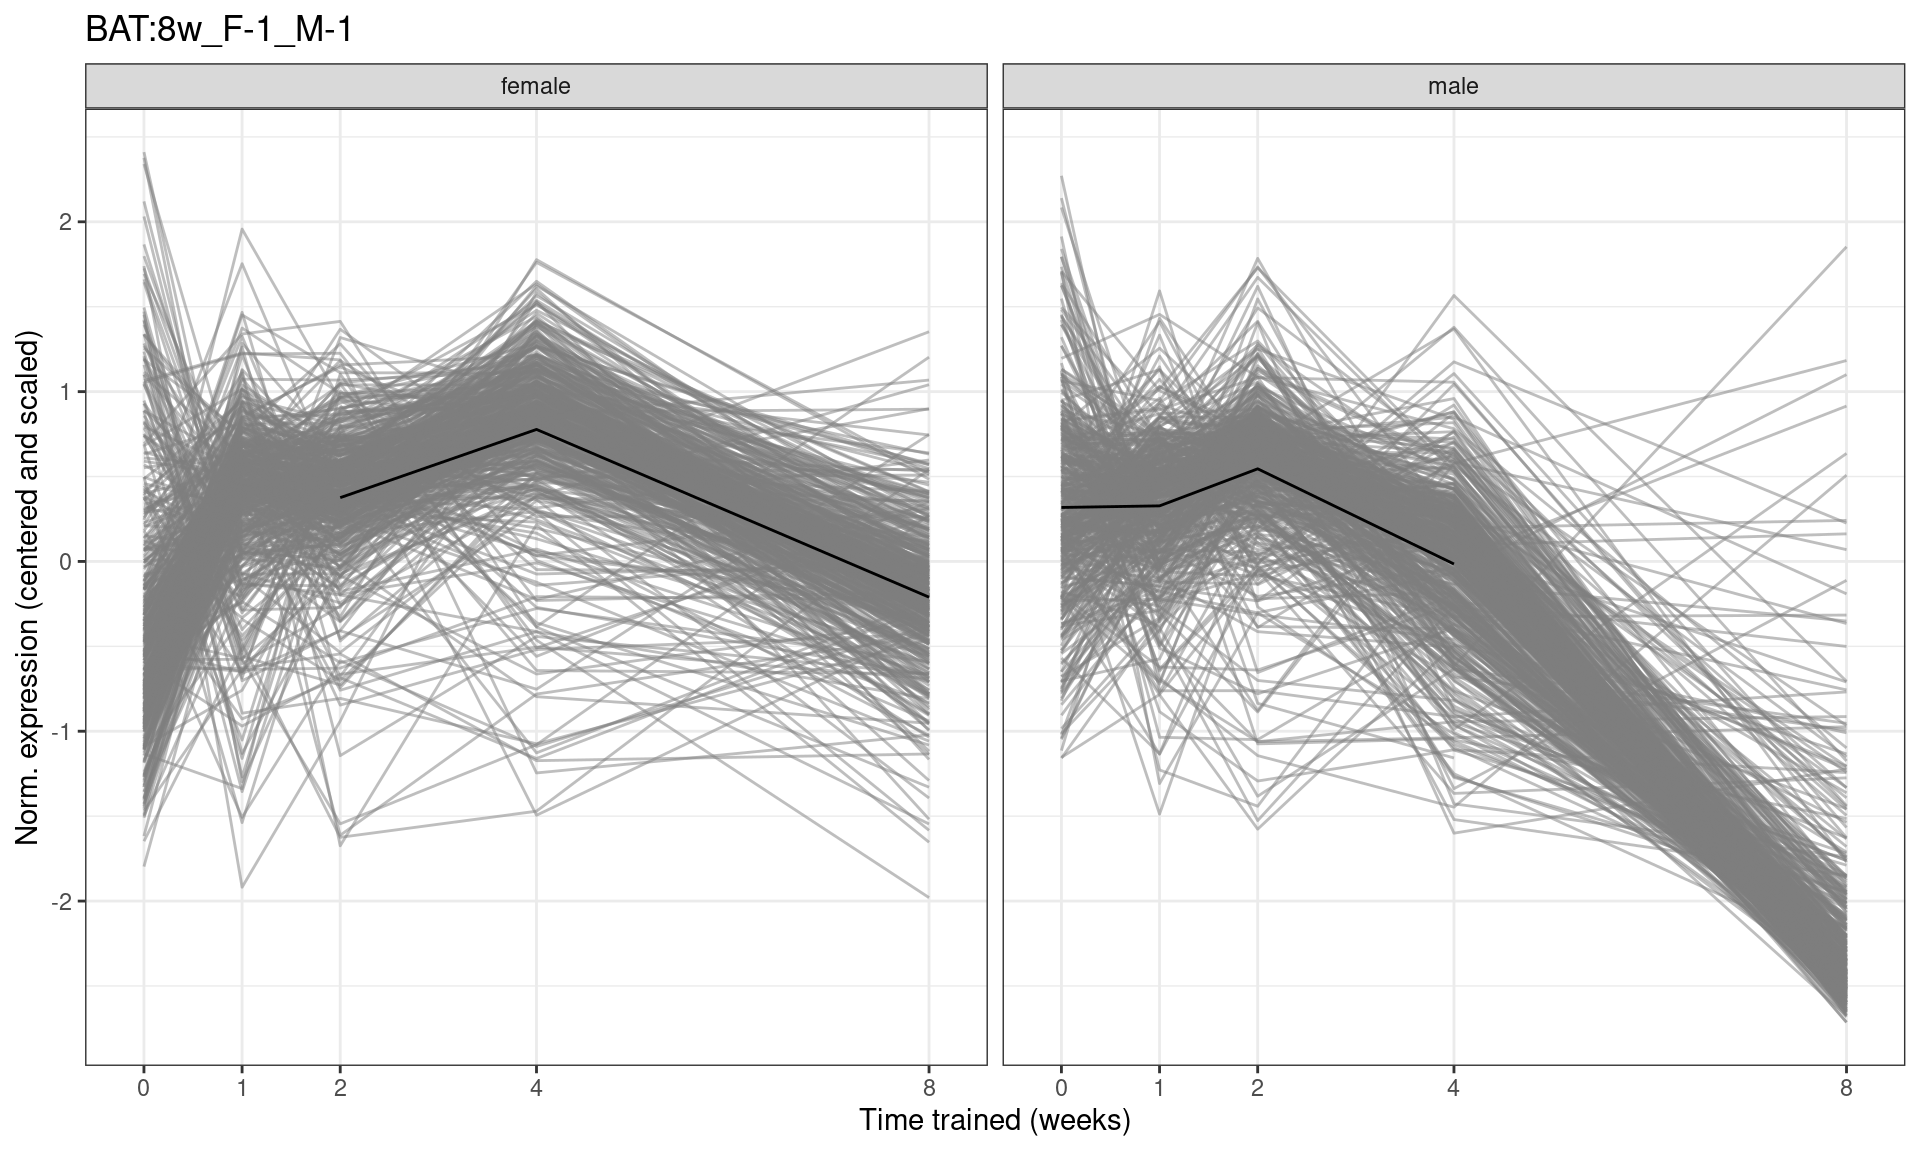 BAT:8w_F-1_M-1
female
male
2
1
0
-1
-2
Norm. expression (centered and scaled)
0 1 2 4 8
0 1 2 4 8
Time trained (weeks)